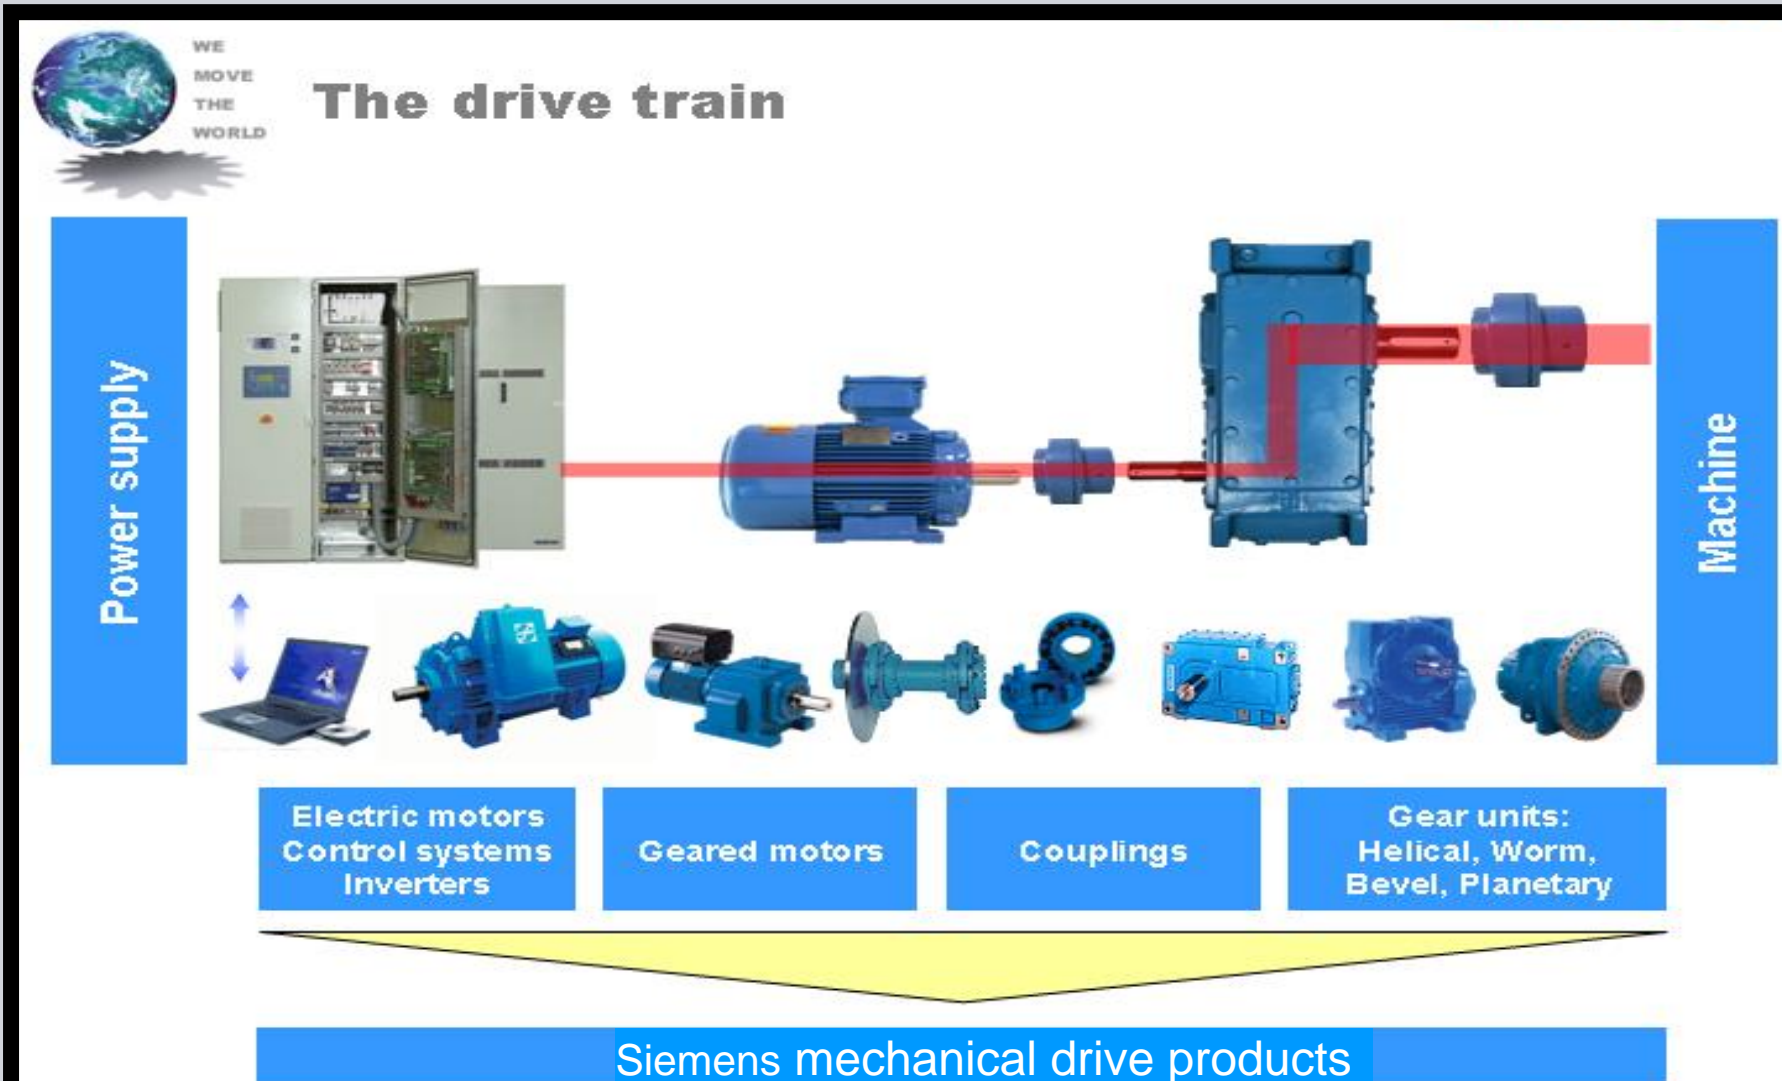 WE
MOVE
THE
WORLD
The drive train
Power supply
Machine
Electric motors
Control systems
Inverters
Geared motors
Couplings
Gear units:
Helical, Worm,
Bevel, Planetary
Siemens mechanical drive products